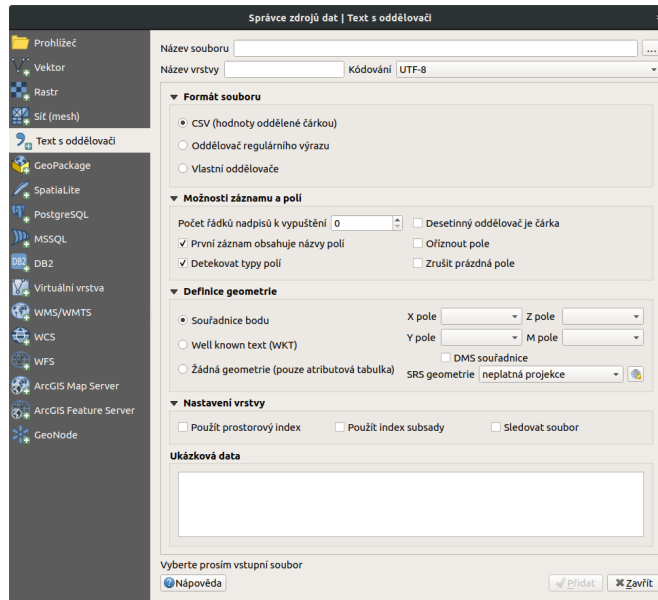 Správce zdrojů dat | Text s oddělovači
Prohlížeč
Vektor
Rastr
Síť (mesh)
Text s oddělovači
GeoPackage
SpatiaLite
PostgreSQL
MSSQL
DB2
Virtuální vrstva
WMS/WMTS
WCS
WFS
ArcGIS Map Server
ArcGIS Feature Server
GeoNode
Název souboru ...
Název vrstvy Kódování UTF-8
Formát souboru
CSV (hodnoty oddělené čárkou)
Oddělovač regulárního výrazu
Vlastní oddělovače
Možnosti záznamu a polí
Počet řádků nadpisů k vypuštění 0 Desetinný oddělovač je čárka
První záznam obsahuje názvy polí Oříznout pole
Detekovat typy polí Zrušit prázdná pole
Definice geometrie
Souřadnice bodu X pole Z pole
Well known text (WKT) Y pole M pole
DMS souřadnice
Žádná geometrie (pouze atributová tabulka) SRS geometrie neplatná projekce
Nastavení vrstvy
Použít prostorový index Použít index subsady Sledovat soubor
Ukázková data
Vyberte prosím vstupní soubor
Nápověda Přidat Zavřít